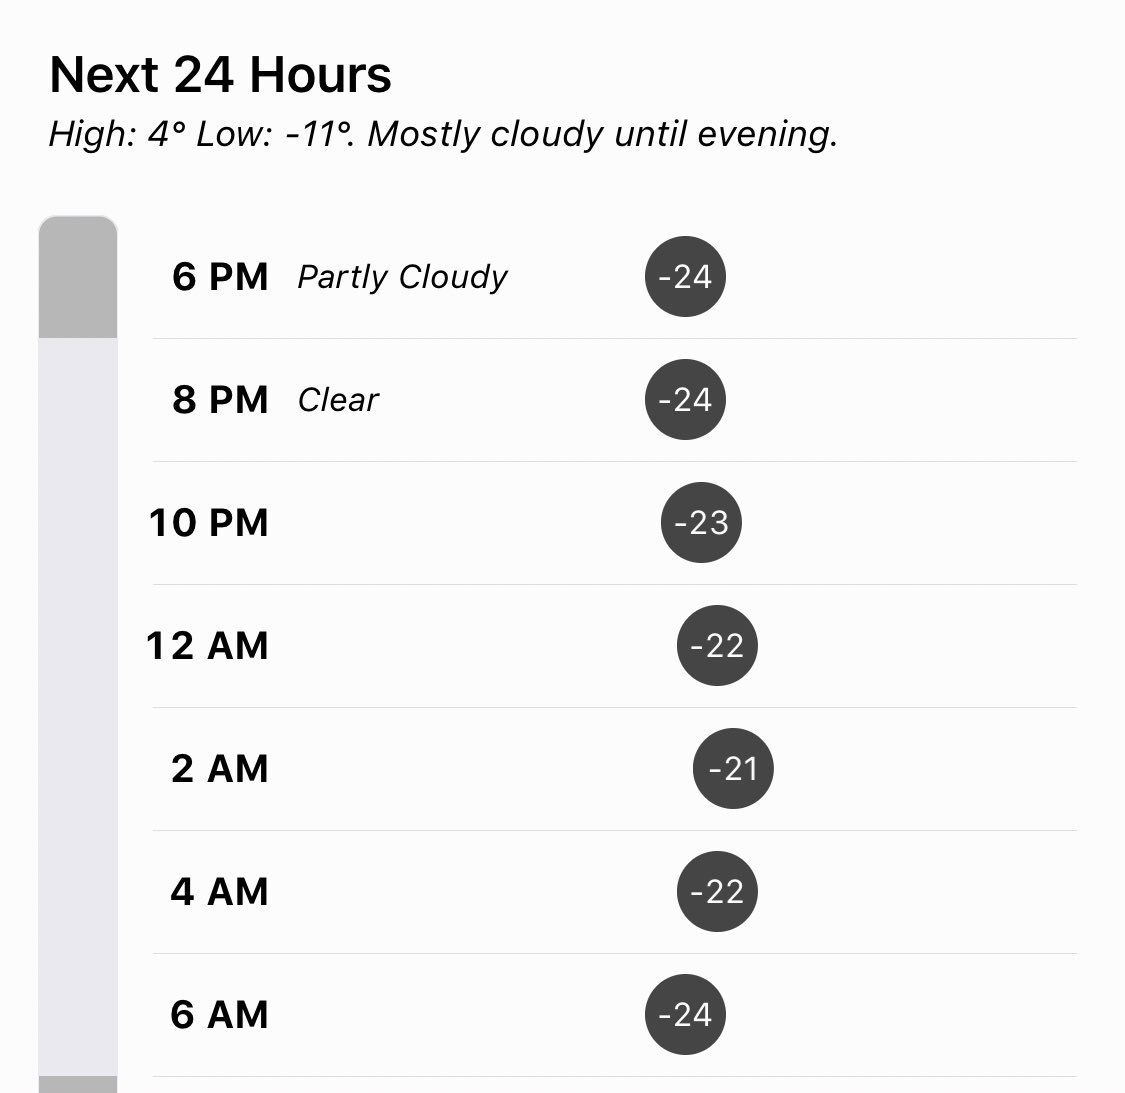 Next 24 Hours
High: 4° Low: -11°. Mostly cloudy until evening.
6 PM Partly Cloudy -24
8 PM Clear -24
10 PM -23
12 AM -22
2 AM -21
4 AM -22
6 AM -24